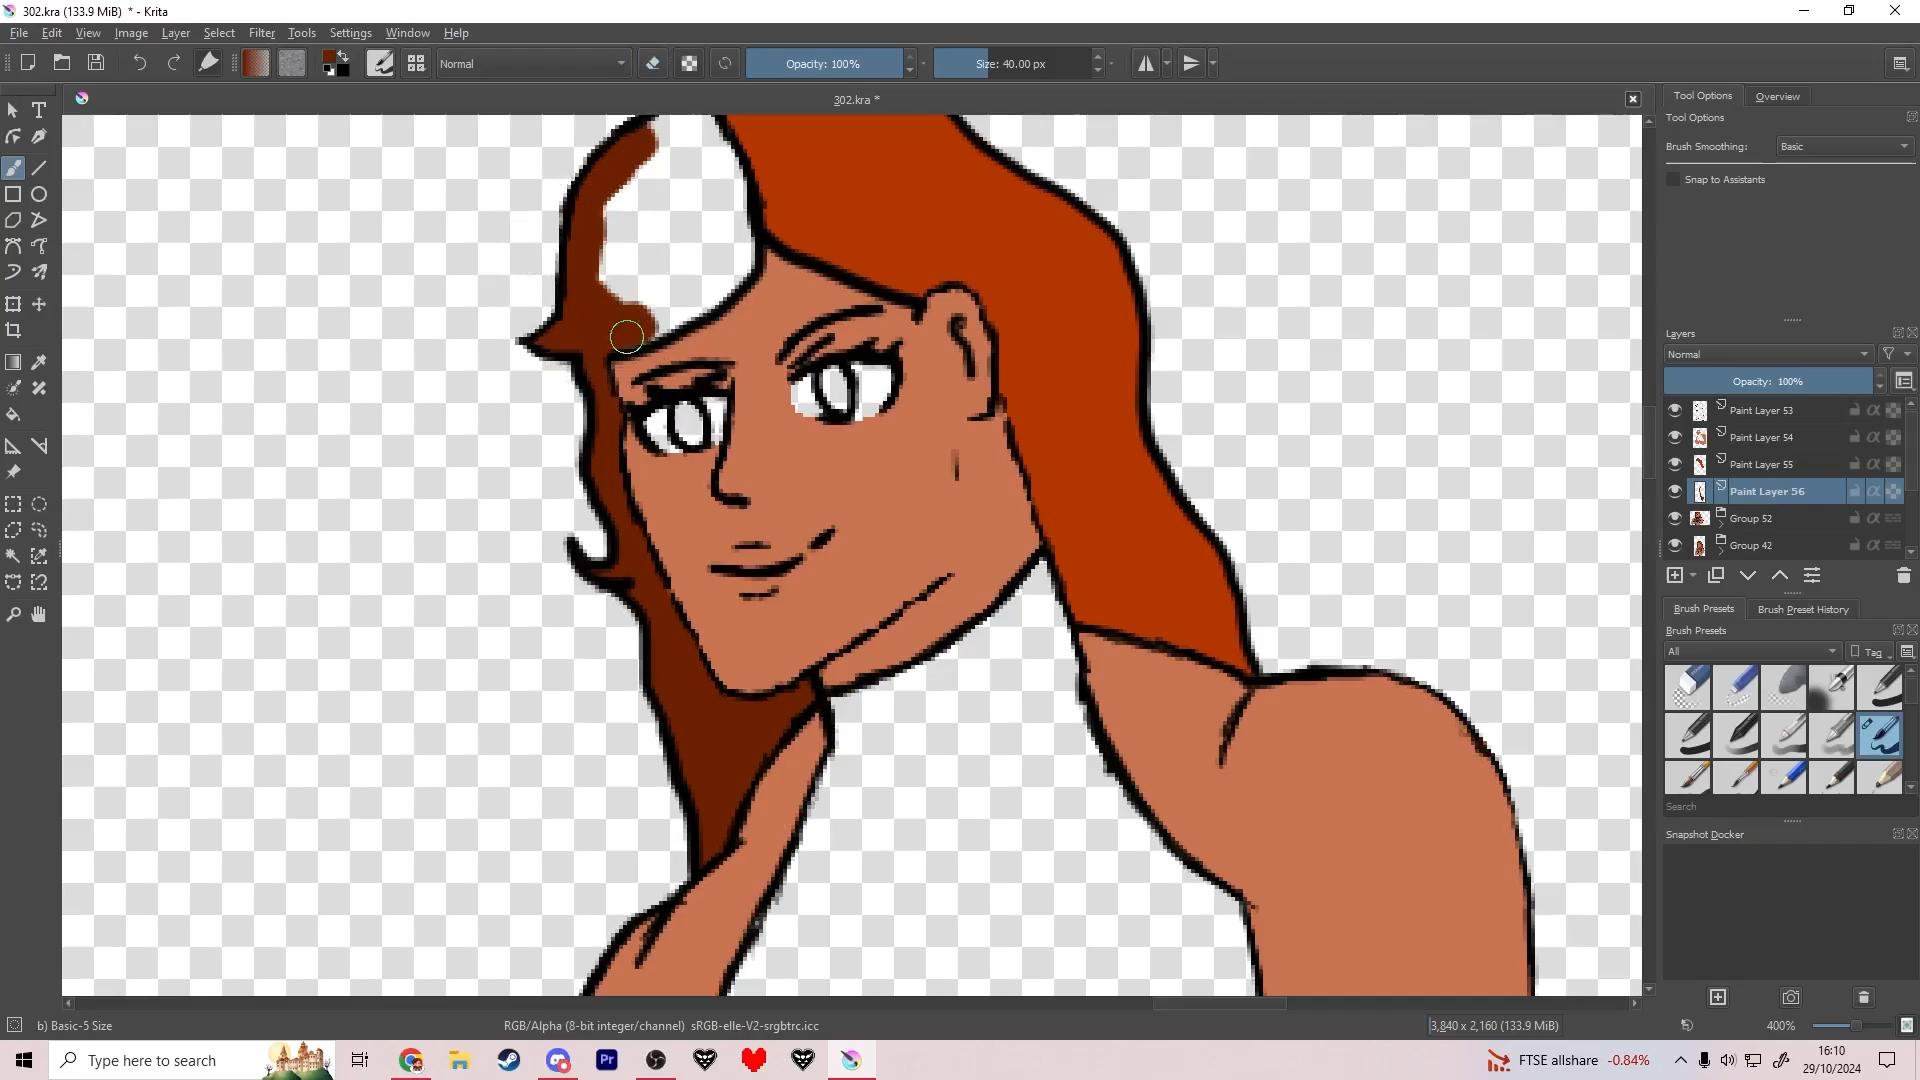 302.kra (133.9 MiB) * - Krita
File Edit View Image Layer Select Filter Tools Settings Window Help
Normal Opacity: 100% Size: 40.00 px
302.kra *
Tool Options Overview
Tool Options
Brush Smoothing: Basic
Snap to Assistants
Layers
Normal
Opacity: 100%
Paint Layer 53
Paint Layer 54
Paint Layer 55
Paint Layer 56
Group 52
Group 42
Brush Presets Brush Preset History
Brush Presets
All Tag
Search
Snapshot Docker
b) Basic-5 Size RGB/Alpha (8-bit integer/channel) sRGB-elle-V2-srgbtrc.icc 3,840 x 2,160 (133.9 MiB) 400%
Type here to search Pr FTSE allshare -0.84% 16:10
29/10/2024